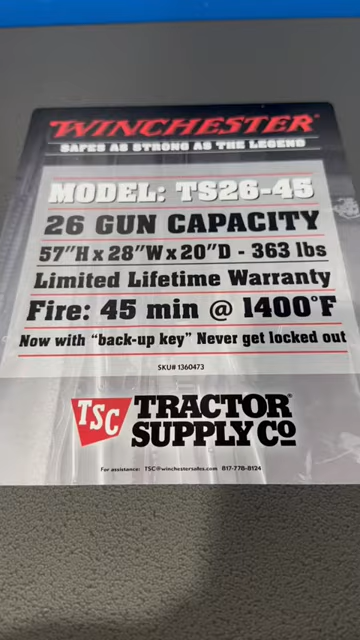 WINCHESTER®
SAFES AS STRONG AS THE LEGEND
MODEL: TS26-45
26 GUN CAPACITY
57"H x 28"W x 20"D - 363 lbs
Limited Lifetime Warranty
Fire: 45 min @ 1400°F
Now with "back-up key" Never get locked out
SKU# 1360473
TSC TRACTOR
SUPPLY CO
For assistance: TSC@winchestersafes.com 817-778-8124